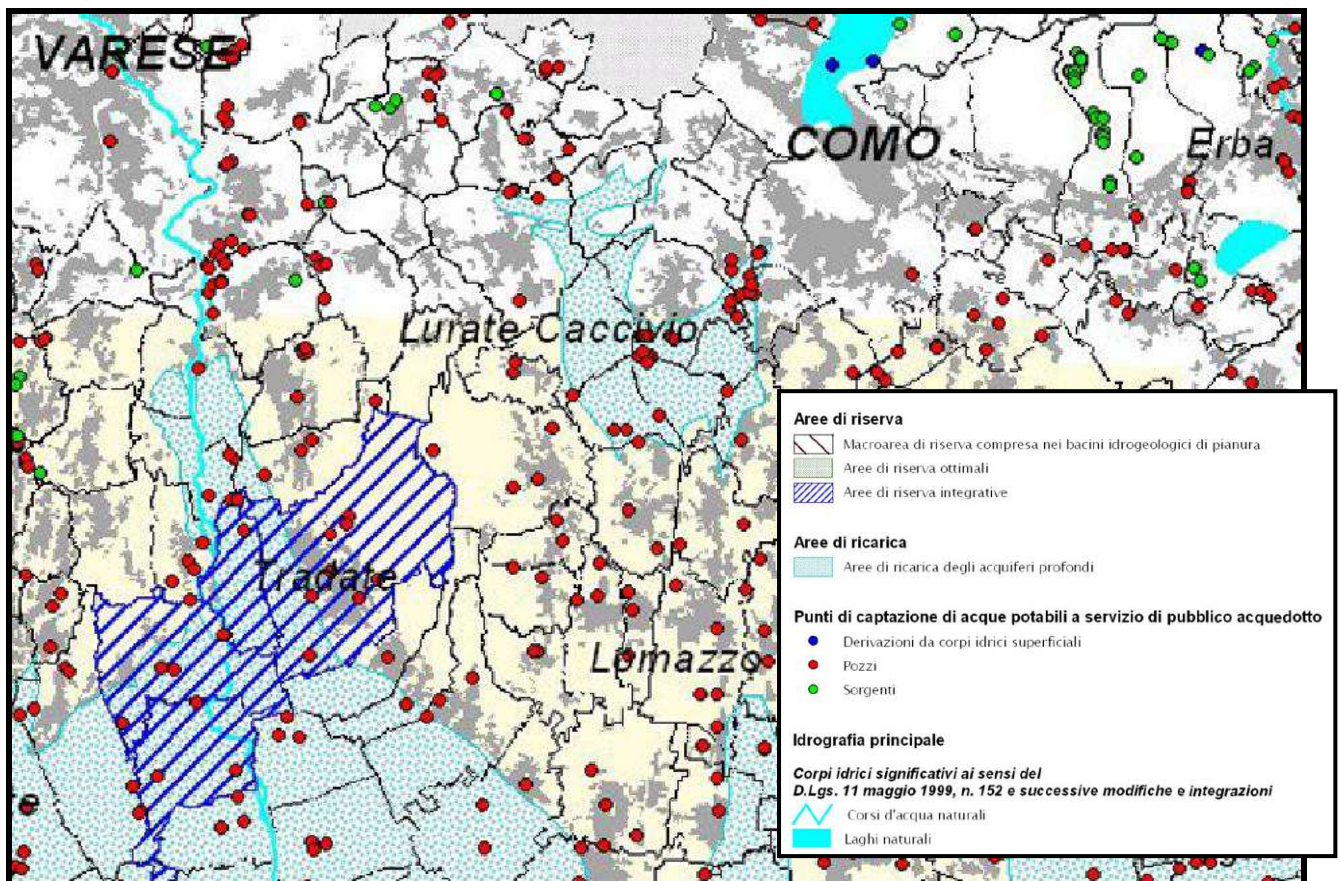 VARESE
COMO
Erba
Lurate Caccivio
Tradate
Lomazzo
e
Aree di riserva
Macroarea di riserva compresa nei bacini idrogeologici di pianura
Aree di riserva ottimali
Aree di riserva integrative
Aree di ricarica
Aree di ricarica degli acquiferi profondi
Punti di captazione di acque potabili a servizio di pubblico acquedotto
Derivazioni da corpi idrici superficiali
Pozzi
Sorgenti
Idrografia principale
Corpi idrici significativi ai sensi del
D.Lgs. 11 maggio 1999, n. 152 e successive modifiche e integrazioni
Corsi d'acqua naturali
Laghi naturali